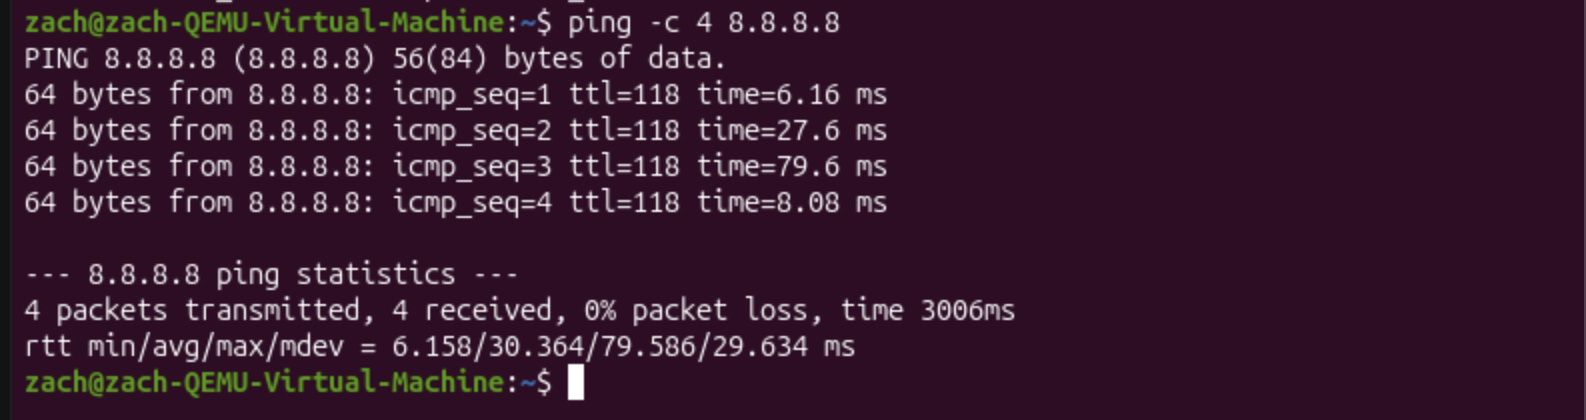 zach@zach-QEMU-Virtual-Machine:~$ ping -c 4 8.8.8.8
PING 8.8.8.8 (8.8.8.8) 56(84) bytes of data.
64 bytes from 8.8.8.8: icmp_seq=1 ttl=118 time=6.16 ms
64 bytes from 8.8.8.8: icmp_seq=2 ttl=118 time=27.6 ms
64 bytes from 8.8.8.8: icmp_seq=3 ttl=118 time=79.6 ms
64 bytes from 8.8.8.8: icmp_seq=4 ttl=118 time=8.08 ms

--- 8.8.8.8 ping statistics ---
4 packets transmitted, 4 received, 0% packet loss, time 3006ms
rtt min/avg/max/mdev = 6.158/30.364/79.586/29.634 ms
zach@zach-QEMU-Virtual-Machine:~$